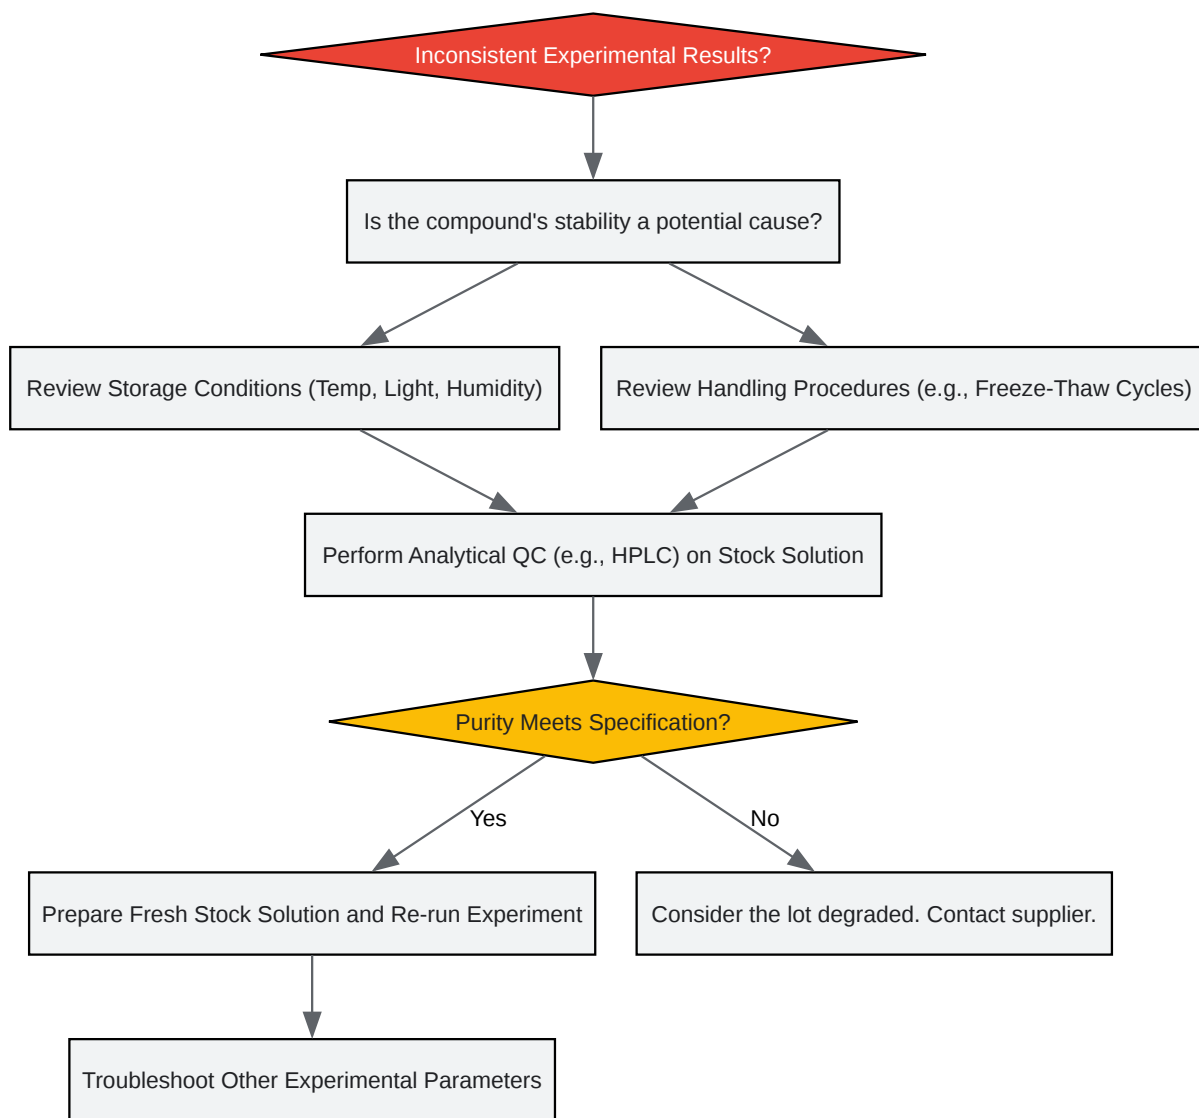 Inconsistent Experimental Results?
Is the compound's stability a potential cause?
Review Storage Conditions (Temp, Light, Humidity)
Review Handling Procedures (e.g., Freeze-Thaw Cycles)
Perform Analytical QC (e.g., HPLC) on Stock Solution
Purity Meets Specification?
Yes
No
Prepare Fresh Stock Solution and Re-run Experiment
Consider the lot degraded. Contact supplier.
Troubleshoot Other Experimental Parameters